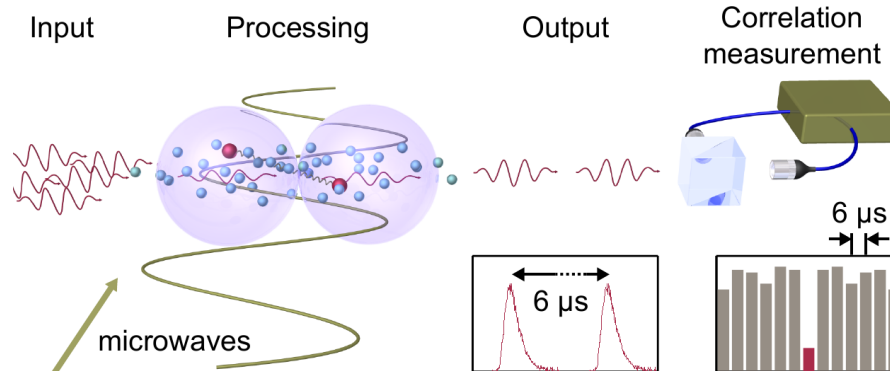 Input
Processing
Output
Correlation
measurement
6 µs
6 µs
microwaves